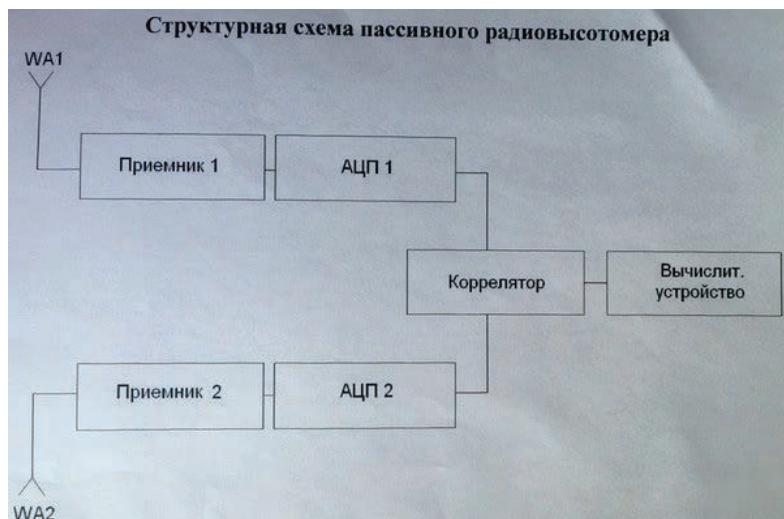 Структурная схема пассивного радиовысотомера
WA1
Приемник 1
АЦП 1
Коррелятор
Вычислит.
устройство
Приемник 2
АЦП 2
WA2